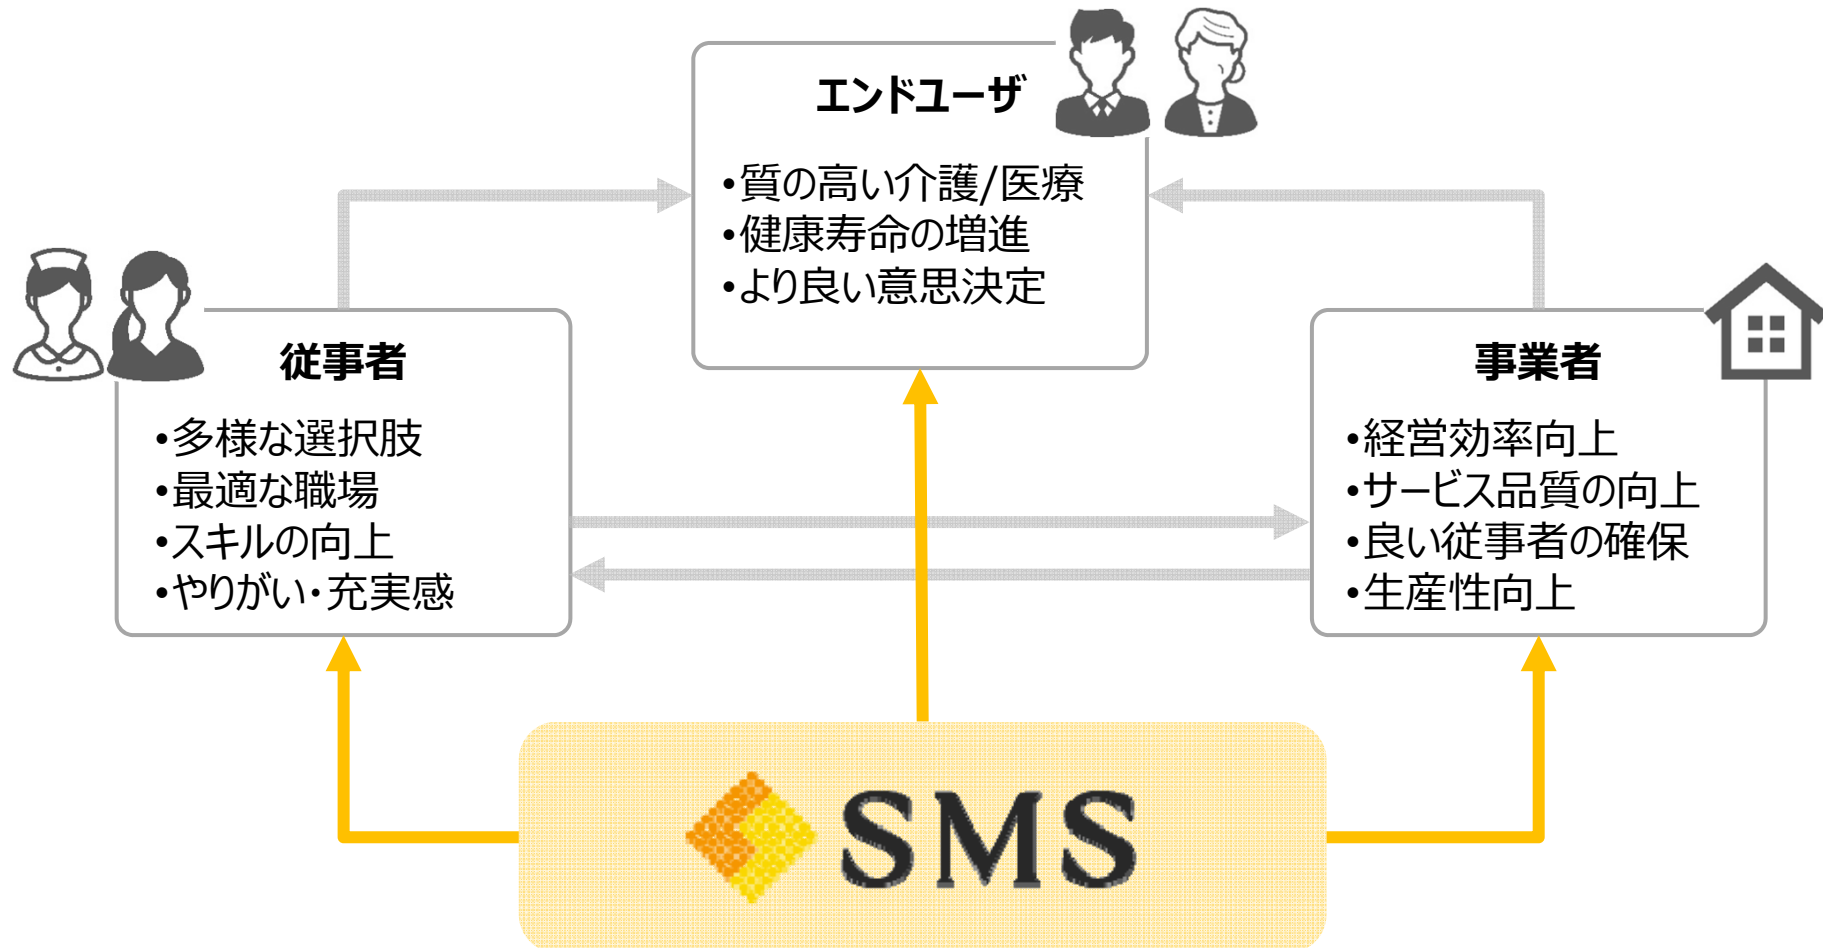 エンドユーザ
•質の高い介護/医療
•健康寿命の増進
•より良い意思決定
従事者
•多様な選択肢
•最適な職場
•スキルの向上
•やりがい・充実感
事業者
•経営効率向上
•サービス品質の向上
•良い従事者の確保
•生産性向上
SMS